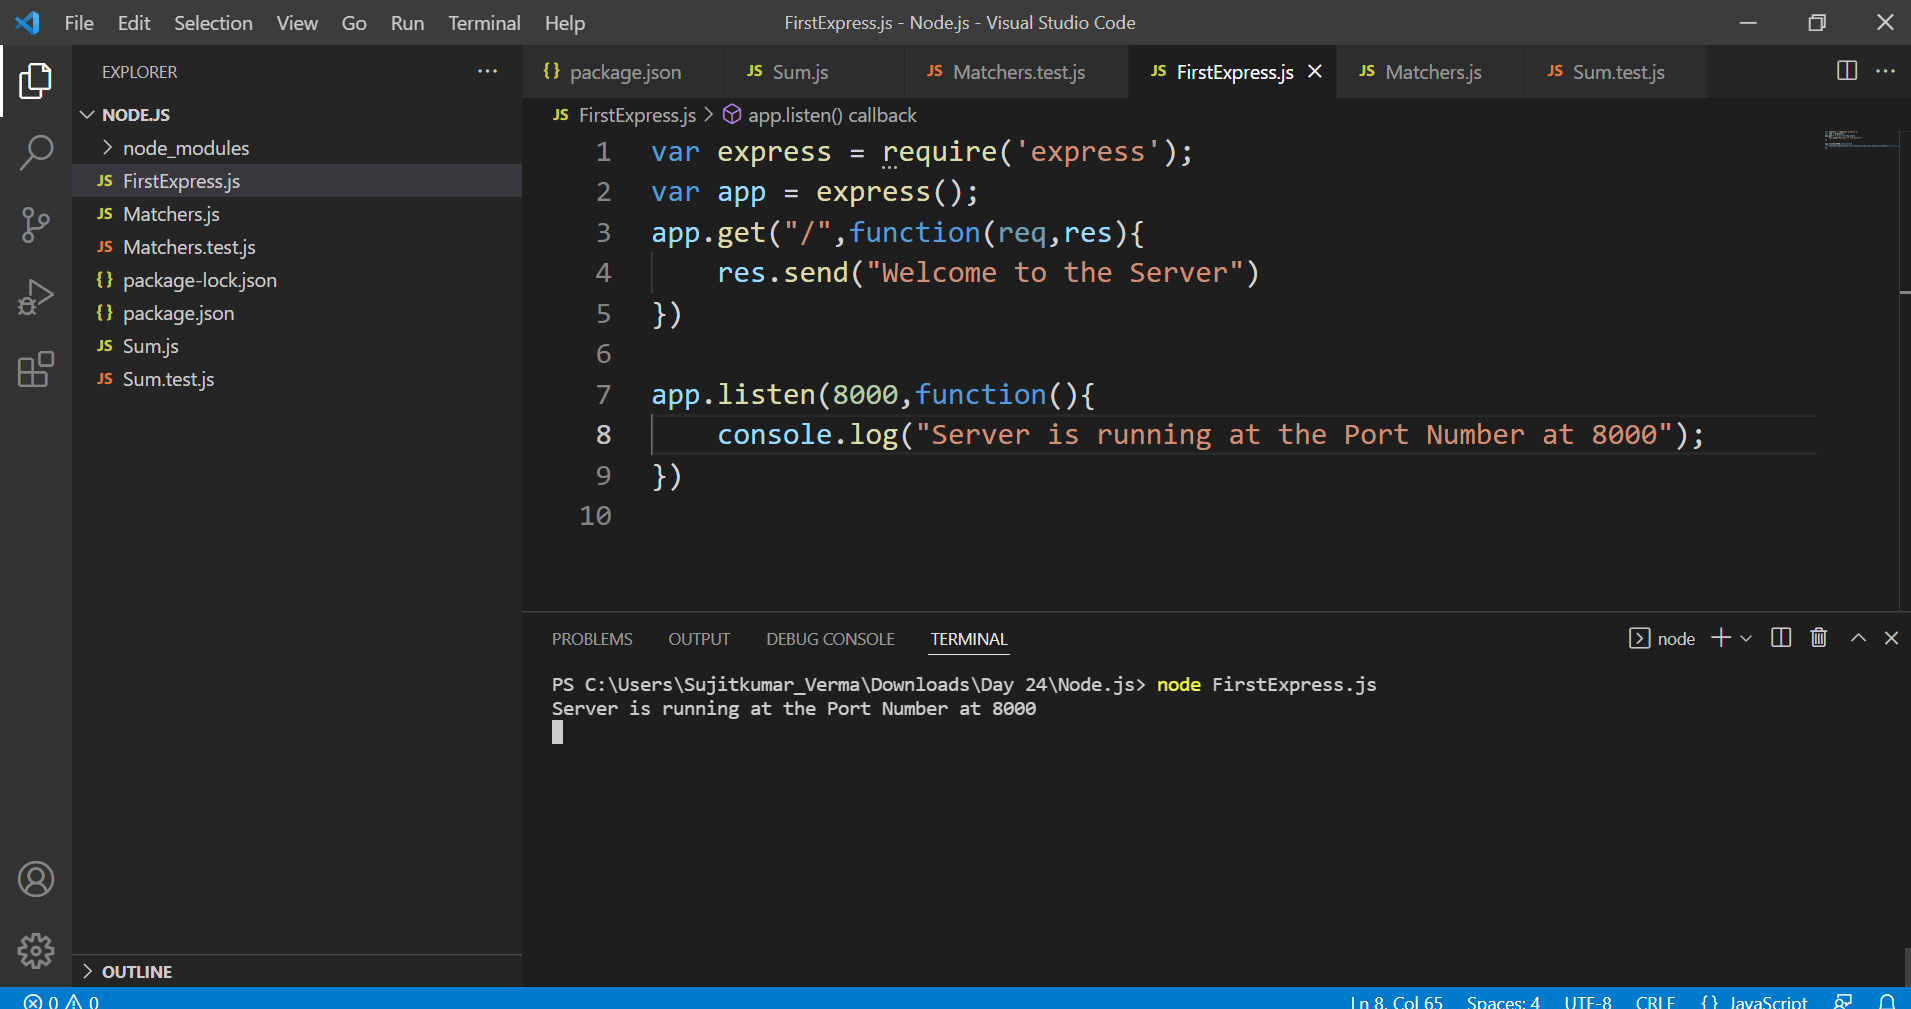 File Edit Selection View Go Run Terminal Help FirstExpress.js - Node.js - Visual Studio Code
EXPLORER
NODE.JS
node_modules
JS FirstExpress.js
JS Matchers.js
JS Matchers.test.js
{} package-lock.json
{} package.json
JS Sum.js
JS Sum.test.js
OUTLINE
{} package.json JS Sum.js JS Matchers.test.js JS FirstExpress.js JS Matchers.js JS Sum.test.js
JS FirstExpress.js > app.listen() callback
1 var express = require('express');
2 var app = express();
3 app.get("/",function(req,res){
4     res.send("Welcome to the Server")
5 })
6
7 app.listen(8000,function(){
8     console.log("Server is running at the Port Number at 8000");
9 })
10
PROBLEMS OUTPUT DEBUG CONSOLE TERMINAL node
PS C:\Users\Sujitkumar_Verma\Downloads\Day 24\Node.js> node FirstExpress.js
Server is running at the Port Number at 8000
0 0 Ln 8, Col 65 Spaces: 4 UTF-8 CRLF {} JavaScript